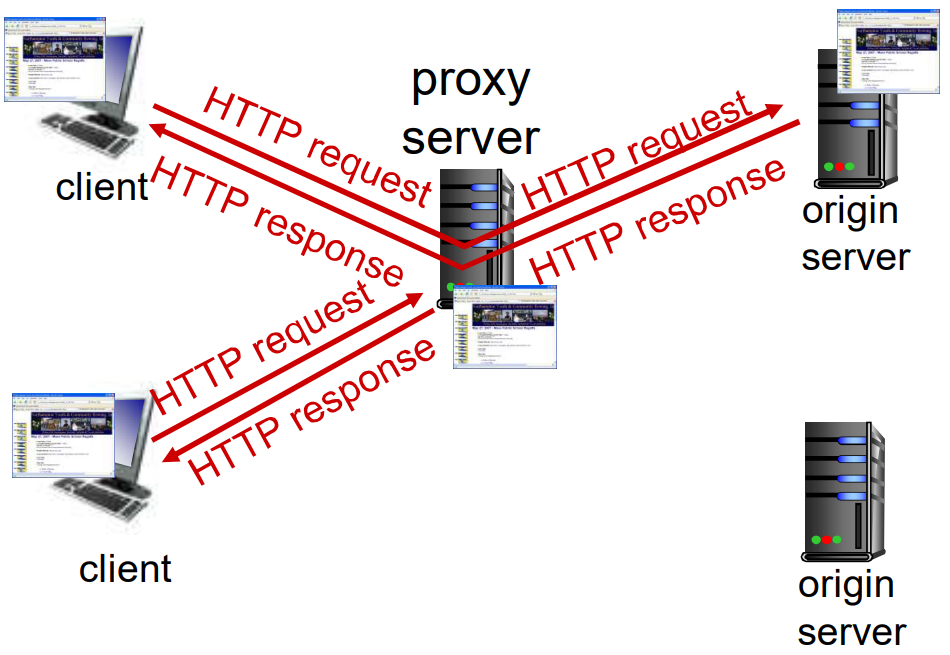 proxy
server
HTTP request
HTTP request
client
HTTP response
HTTP response
origin
server
HTTP request
HTTP response
client
origin
server